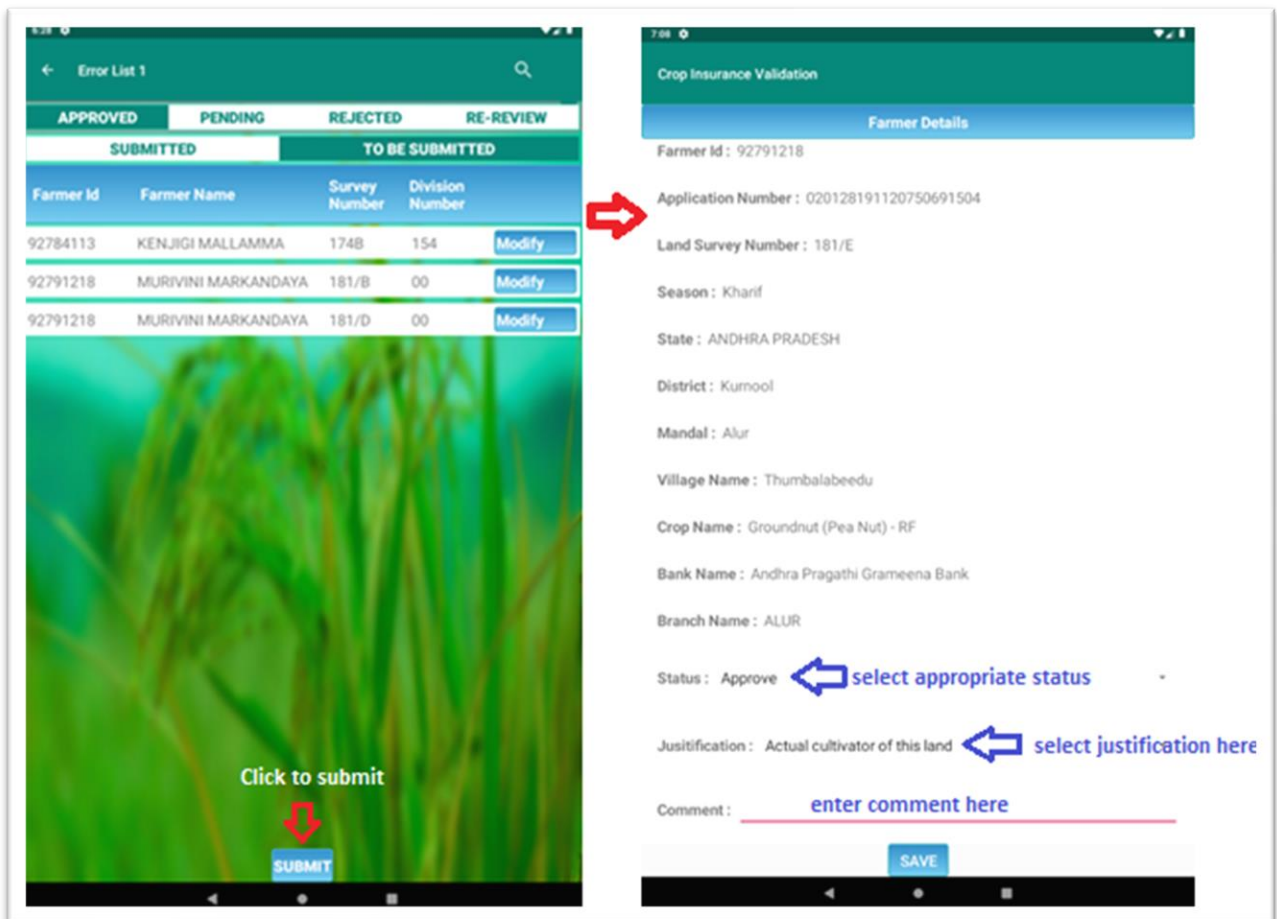 6:28
Error List 1
APPROVED PENDING REJECTED RE-REVIEW
SUBMITTED TO BE SUBMITTED
Farmer Id Farmer Name Survey Number Division Number
92784113 KENJIGI MALLAMMA 174B 154 Modify
92791218 MURIVINI MARKANDAYA 181/B 00 Modify
92791218 MURIVINI MARKANDAYA 181/D 00 Modify
Click to submit
SUBMIT
7:08
Crop Insurance Validation
Farmer Details
Farmer Id : 92791218
Application Number : 020128191120750691504
Land Survey Number : 181/E
Season : Kharif
State : ANDHRA PRADESH
District : Kurnool
Mandal : Alur
Village Name : Thumbalabeedu
Crop Name : Groundnut (Pea Nut) - RF
Bank Name : Andhra Pragathi Grameena Bank
Branch Name : ALUR
Status : Approve select appropriate status
Jusitification : Actual cultivator of this land select justification here
Comment : enter comment here
SAVE